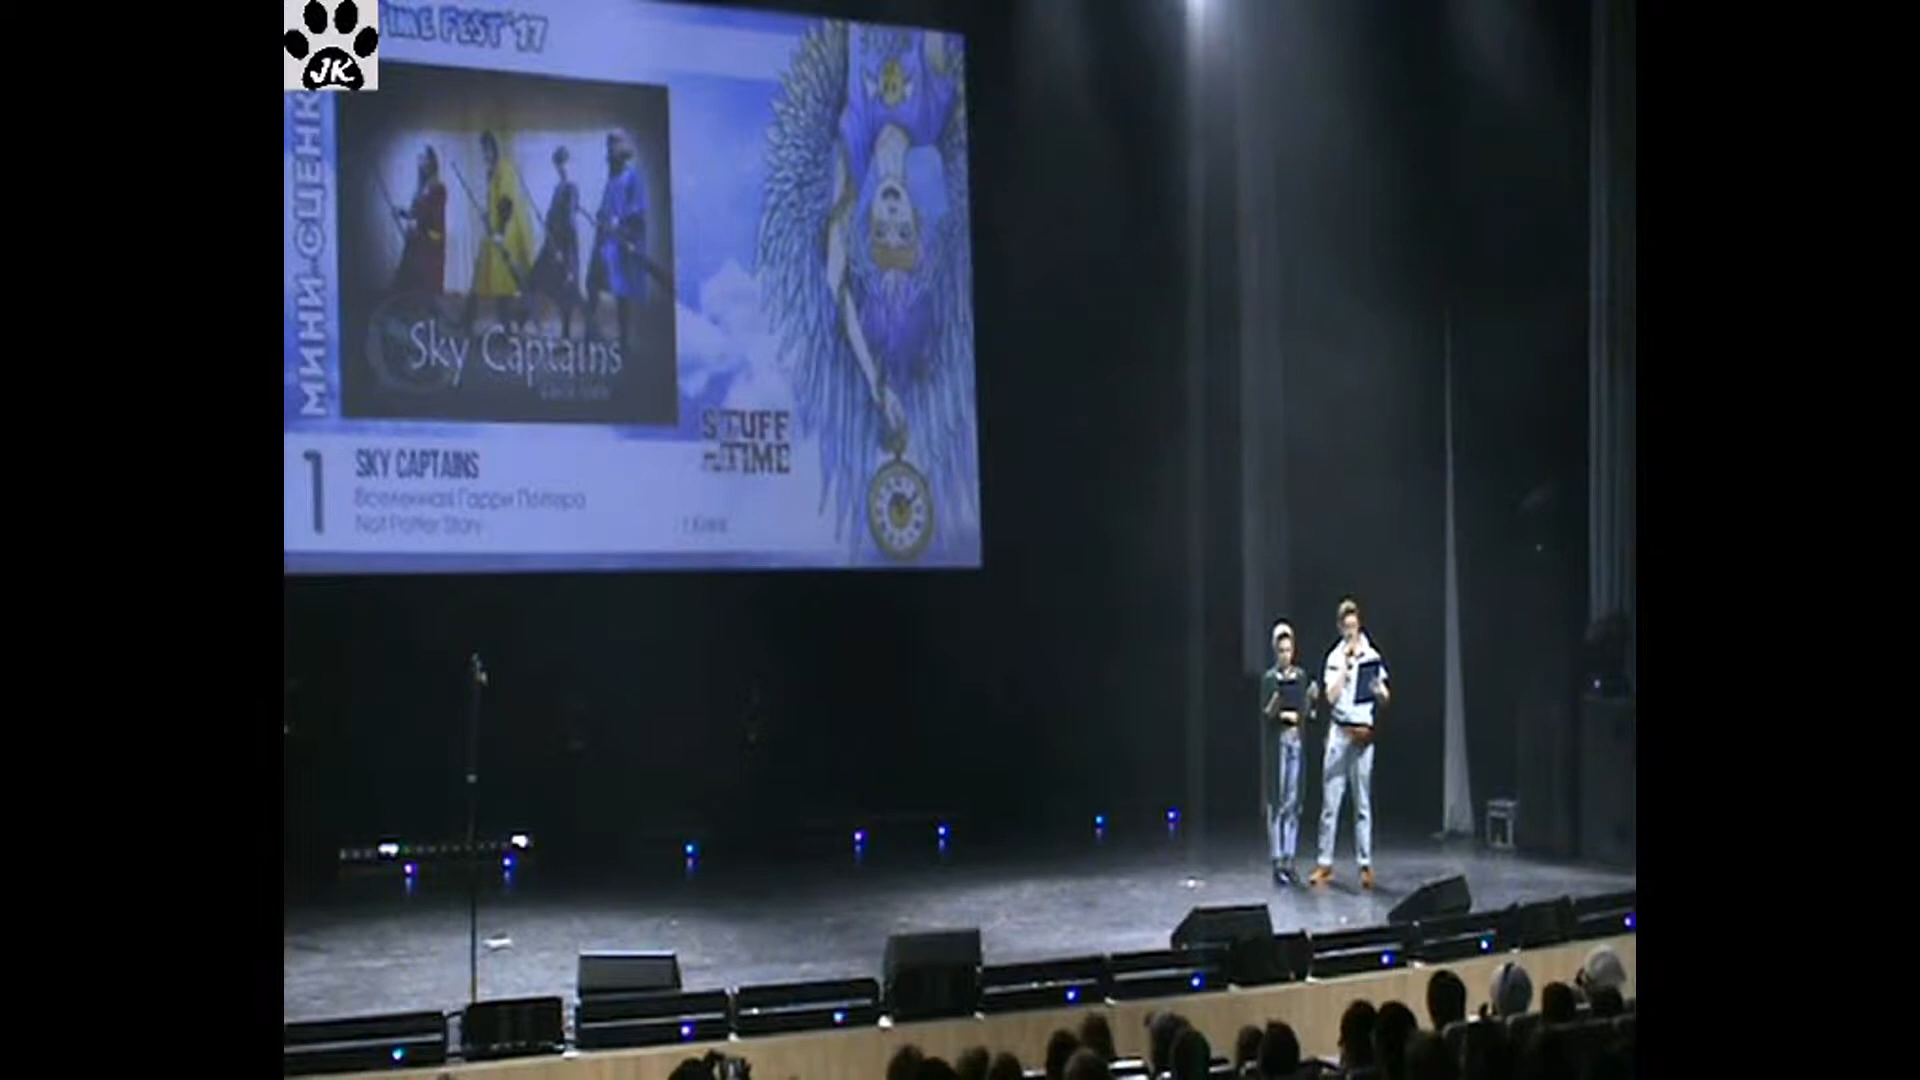 JK
TIME FEST'17
МИНИ-СЦЕНК
Sky Captains
STUFF
TIME
1
SKY CAPTAINS
Вселенная Гарри Поттера
Not Potter Story
г.Киев